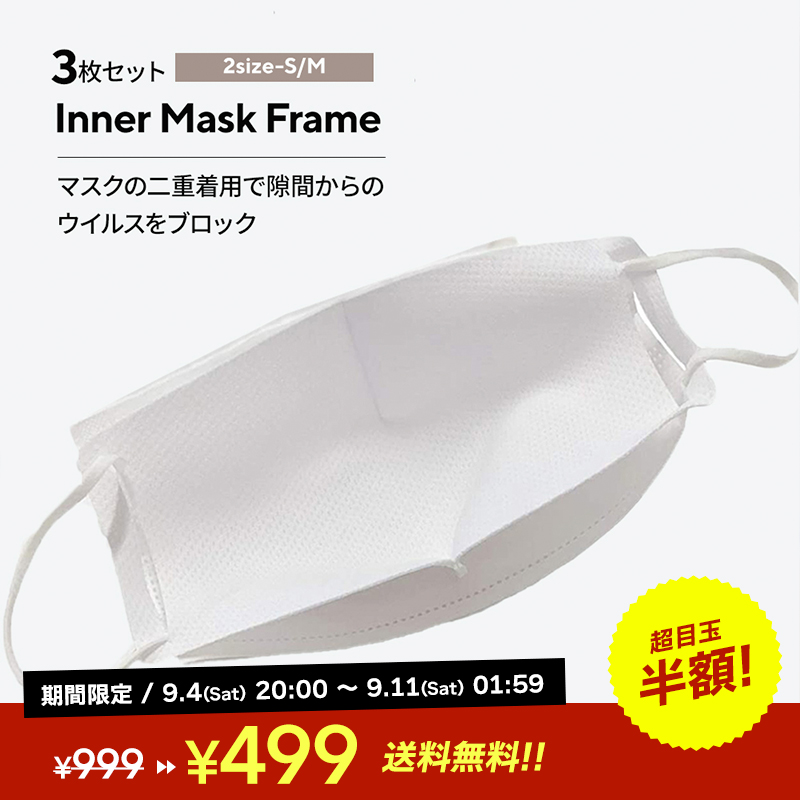 3枚セット 2size-S/M
Inner Mask Frame
マスクの二重着用で隙間からの
ウイルスをブロック
超目玉
半額!
期間限定 / 9.4(Sat) 20:00 〜 9.11(Sat) 01:59
¥999 ¥499 送料無料!!